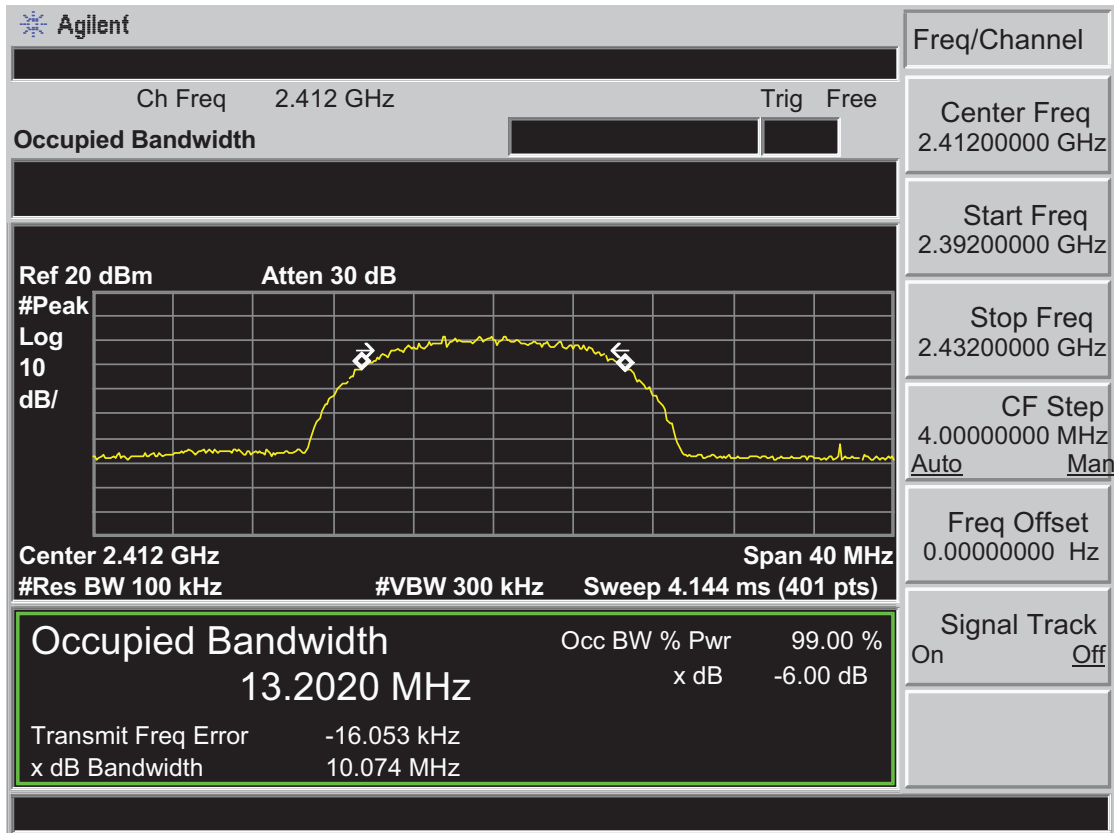 Agilent
Freq/Channel
Ch Freq 2.412 GHz Trig Free
Occupied Bandwidth
Center Freq
2.41200000 GHz
Start Freq
2.39200000 GHz
Stop Freq
2.43200000 GHz
CF Step
4.00000000 MHz
Auto Man
Freq Offset
0.00000000 Hz
Signal Track
On Off
Ref 20 dBm Atten 30 dB
#Peak
Log
10
dB/
Center 2.412 GHz Span 40 MHz
#Res BW 100 kHz #VBW 300 kHz Sweep 4.144 ms (401 pts)
Occupied Bandwidth
13.2020 MHz
Occ BW % Pwr 99.00 %
x dB -6.00 dB
Transmit Freq Error -16.053 kHz
x dB Bandwidth 10.074 MHz